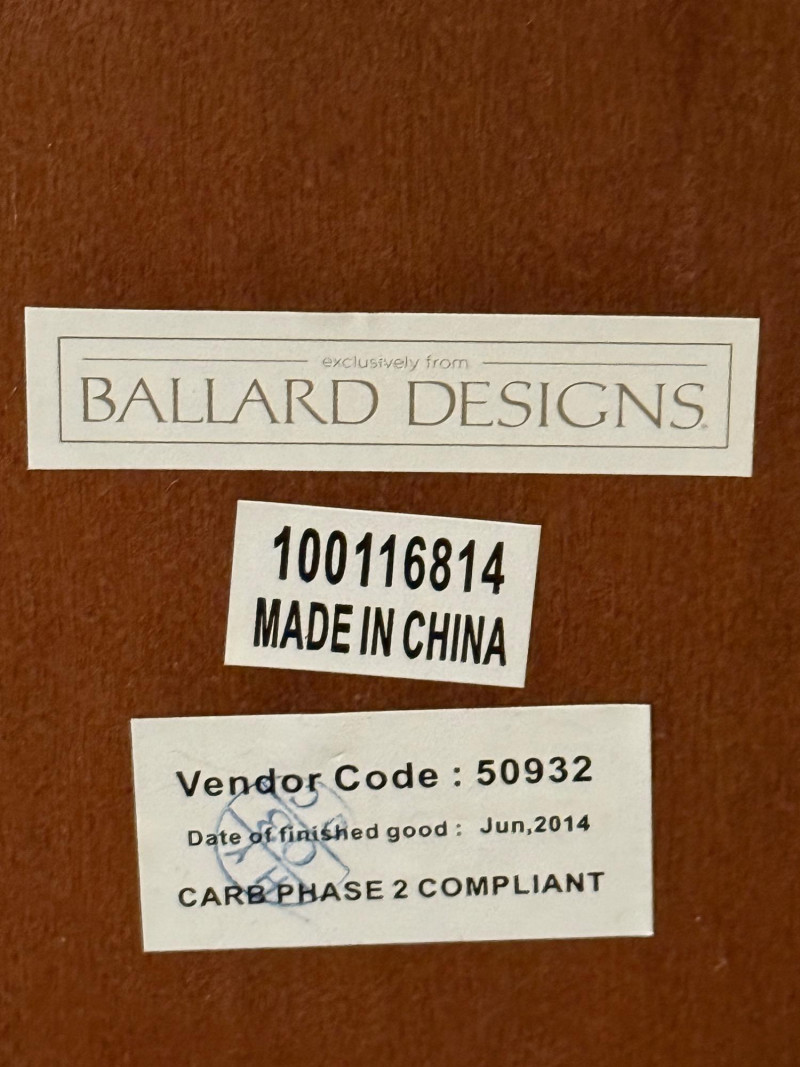 exclusively from
BALLARD DESIGNS®
100116814
MADE IN CHINA
Vendor Code : 50932
Date of finished good : Jun,2014
CARB PHASE 2 COMPLIANT